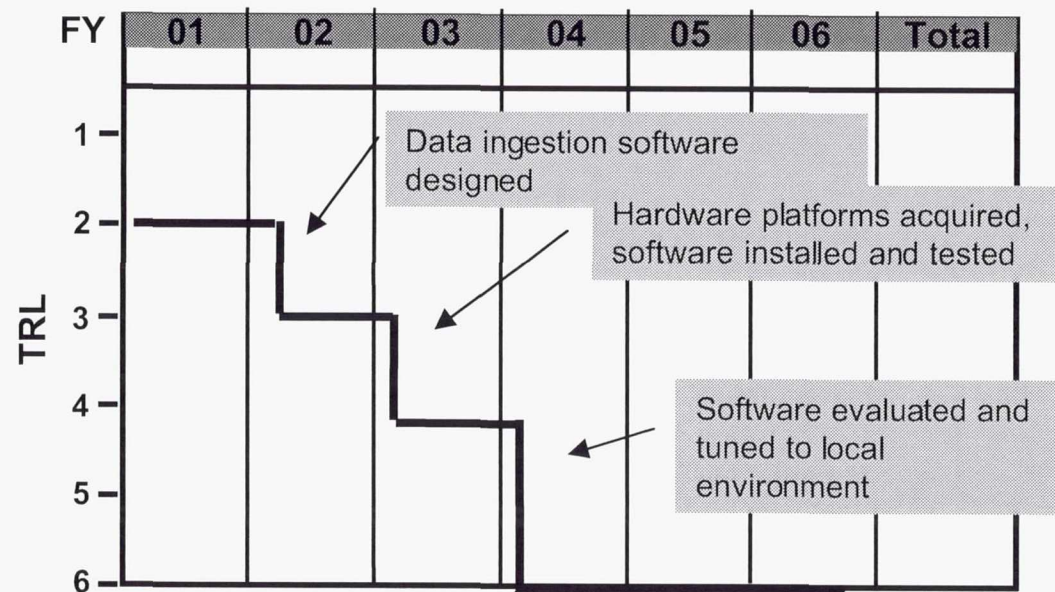 FY 01 02 03 04 05 06 Total
1
Data ingestion software
designed
2
Hardware platforms acquired,
software installed and tested
TRL
3
4
Software evaluated and
tuned to local
environment
5
6